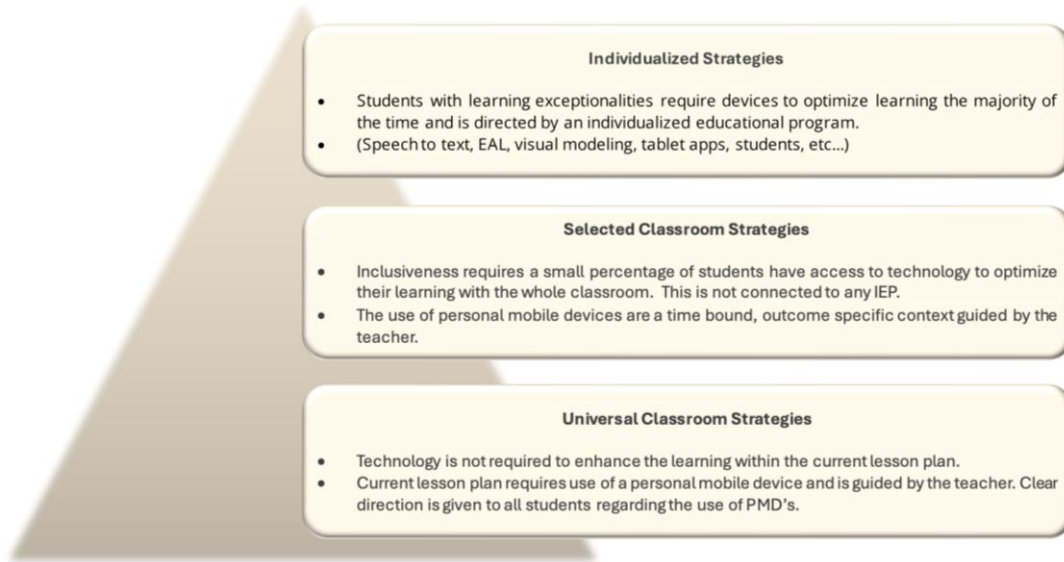 Individualized Strategies
• Students with learning exceptionalities require devices to optimize learning the majority of
the time and is directed by an individualized educational program.
• (Speech to text, EAL, visual modeling, tablet apps, students, etc...)
Selected Classroom Strategies
• Inclusiveness requires a small percentage of students have access to technology to optimize
their learning with the whole classroom. This is not connected to any IEP.
• The use of personal mobile devices are a time bound, outcome specific context guided by the
teacher.
Universal Classroom Strategies
• Technology is not required to enhance the learning within the current lesson plan.
• Current lesson plan requires use of a personal mobile device and is guided by the teacher. Clear
direction is given to all students regarding the use of PMD's.